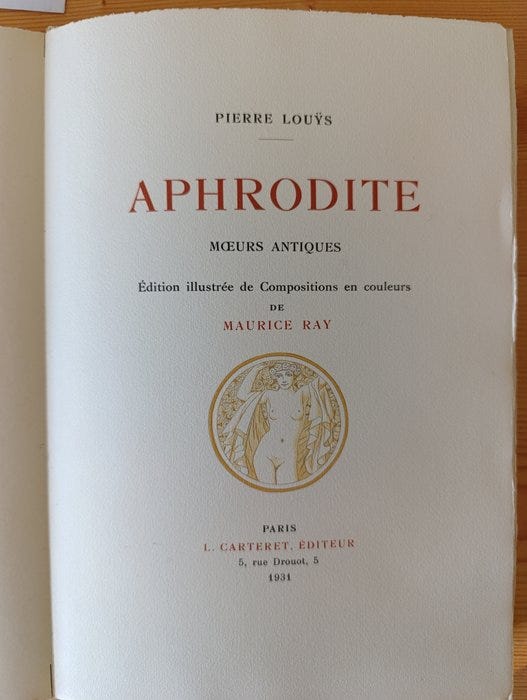 PIERRE LOUŸS
APHRODITE
MŒURS ANTIQUES
Édition illustrée de Compositions en couleurs
DE
MAURICE RAY
PARIS
L. CARTERET, ÉDITEUR
5, rue Drouot, 5
1931